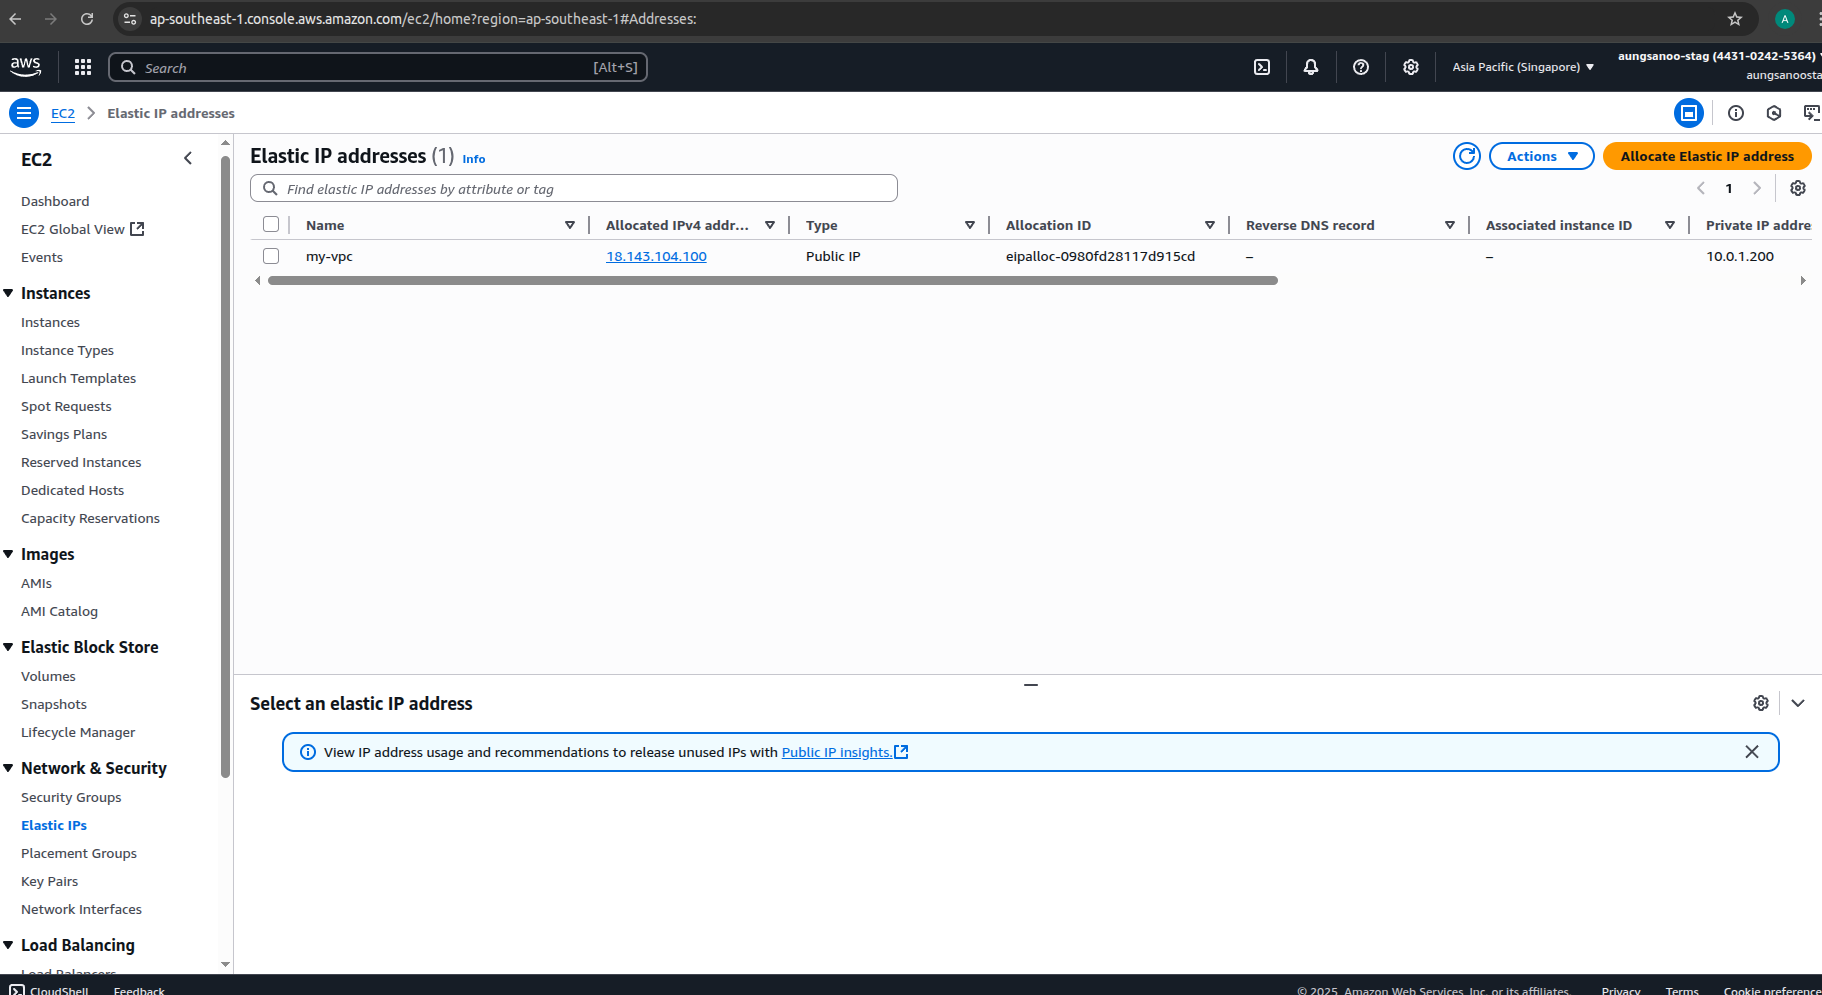 ap-southeast-1.console.aws.amazon.com/ec2/home?region=ap-southeast-1#Addresses:
A
aws
Search
[Alt+S]
Asia Pacific (Singapore)
aungsanoo-stag (4431-0242-5364)
aungsanoosta
EC2
Elastic IP addresses
EC2
Dashboard
EC2 Global View
Events
Instances
Instances
Instance Types
Launch Templates
Spot Requests
Savings Plans
Reserved Instances
Dedicated Hosts
Capacity Reservations
Images
AMIs
AMI Catalog
Elastic Block Store
Volumes
Snapshots
Lifecycle Manager
Network & Security
Security Groups
Elastic IPs
Placement Groups
Key Pairs
Network Interfaces
Load Balancing
Load Balancers
Elastic IP addresses (1) Info
Actions
Allocate Elastic IP address
Find elastic IP addresses by attribute or tag
1
Name Allocated IPv4 addr... Type Allocation ID Reverse DNS record Associated instance ID Private IP addre
my-vpc 18.143.104.100 Public IP eipalloc-0980fd28117d915cd – – 10.0.1.200
Select an elastic IP address
View IP address usage and recommendations to release unused IPs with Public IP insights.
CloudShell Feedback © 2025, Amazon Web Services, Inc. or its affiliates. Privacy Terms Cookie preference